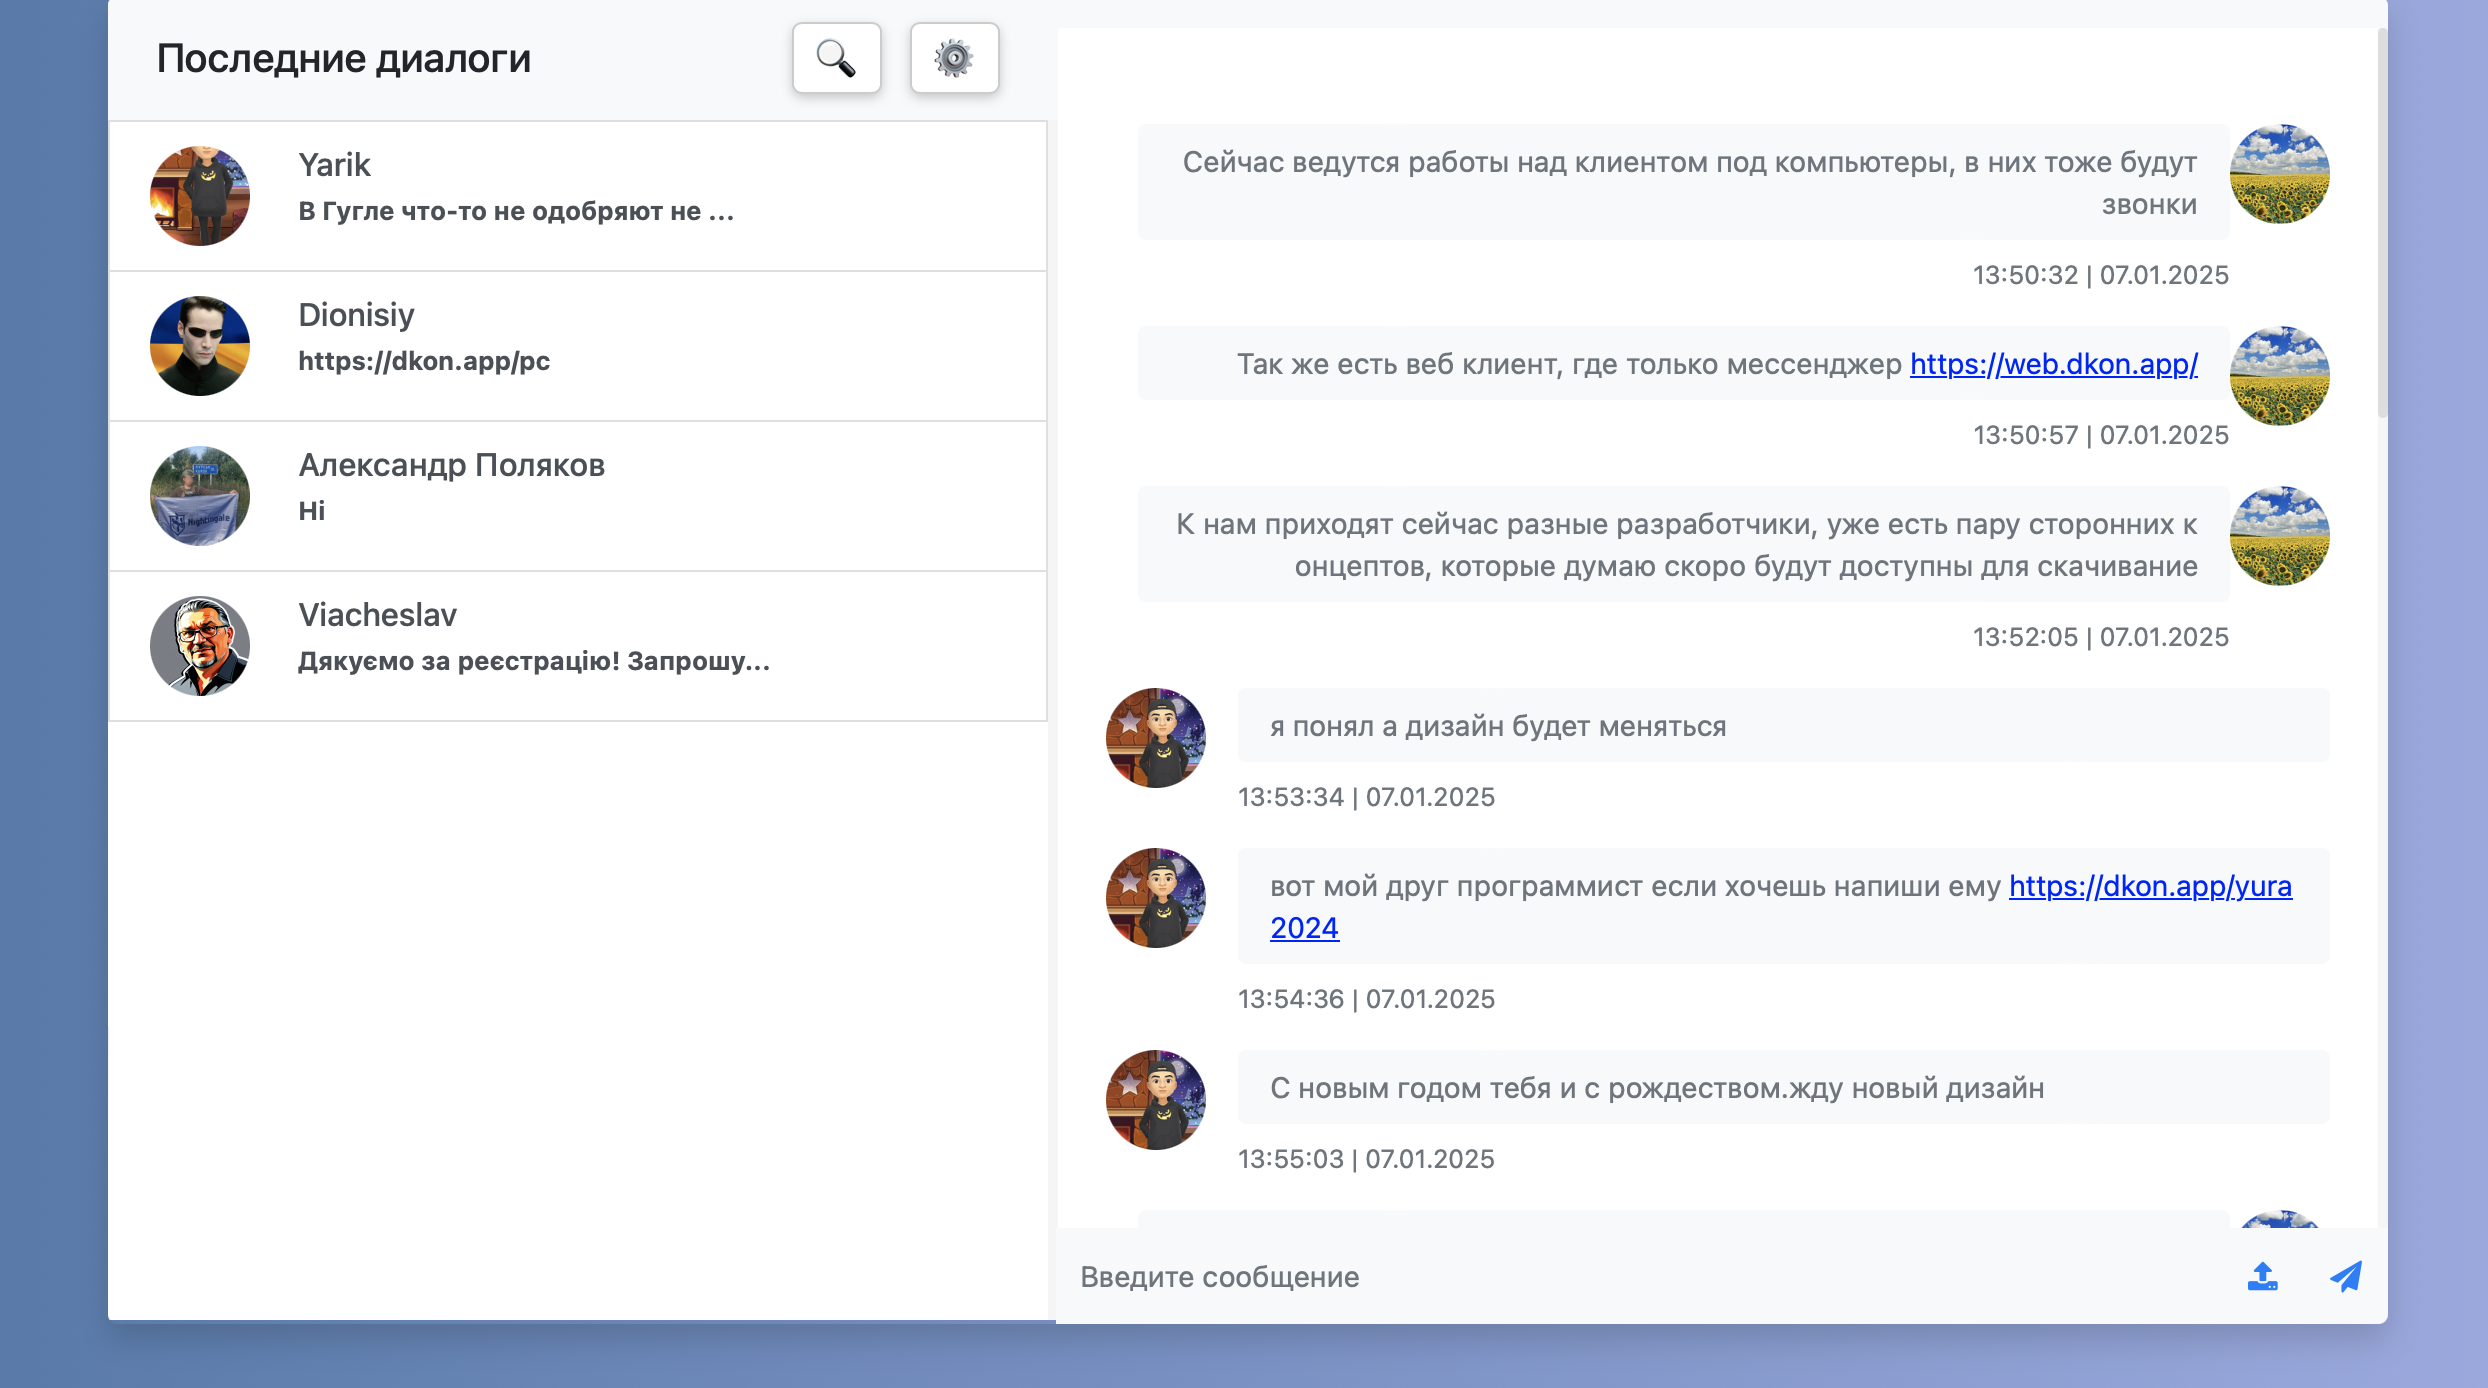 Последние диалоги
Yarik
В Гугле что-то не одобряют не ...
Dionisiy
https://dkon.app/pc
Александр Поляков
Hi
Viacheslav
Дякуємо за реєстрацію! Запрошу...
Сейчас ведутся работы над клиентом под компьютеры, в них тоже будут
звонки
13:50:32 | 07.01.2025
Так же есть веб клиент, где только мессенджер https://web.dkon.app/
13:50:57 | 07.01.2025
К нам приходят сейчас разные разработчики, уже есть пару сторонних к
онцептов, которые думаю скоро будут доступны для скачивание
13:52:05 | 07.01.2025
я понял а дизайн будет меняться
13:53:34 | 07.01.2025
вот мой друг программист если хочешь напиши ему https://dkon.app/yura
2024
13:54:36 | 07.01.2025
С новым годом тебя и с рождеством.жду новый дизайн
13:55:03 | 07.01.2025
Введите сообщение